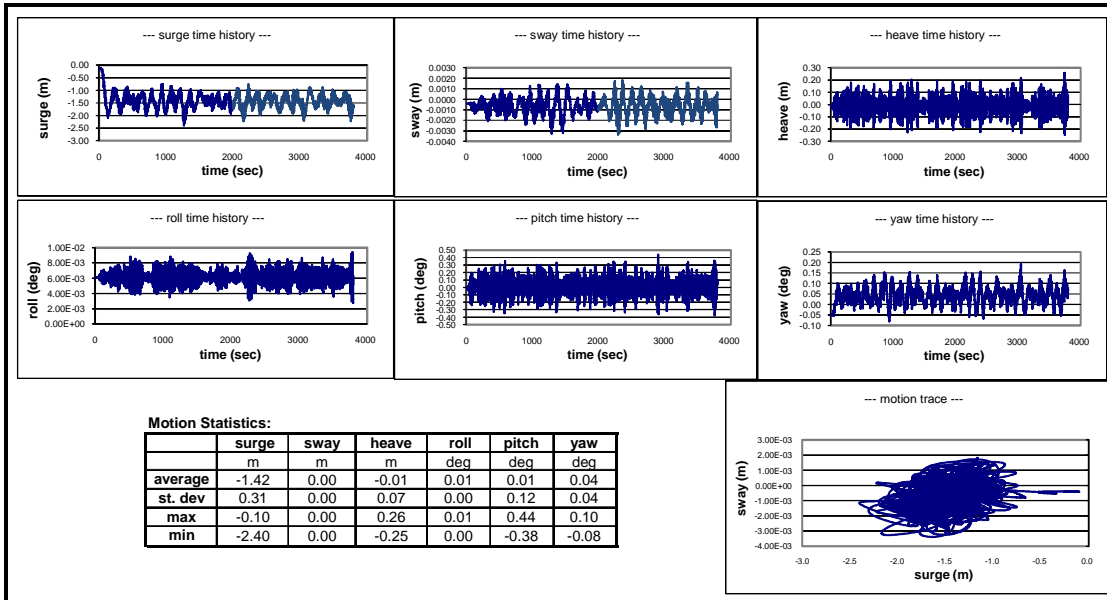 --- surge time history ---
0.00
-0.50
-1.00
-1.50
-2.00
-2.50
-3.00
surge (m)
0 1000 2000 3000 4000
time (sec)
--- sway time history ---
0.0030
0.0020
0.0010
0.0000
-0.0010
-0.0020
-0.0030
-0.0040
sway (m)
0 1000 2000 3000 4000
time (sec)
--- heave time history ---
0.30
0.20
0.10
0.00
-0.10
-0.20
-0.30
heave (m)
0 1000 2000 3000 4000
time (sec)
--- roll time history ---
1.00E-02
8.00E-03
6.00E-03
4.00E-03
2.00E-03
0.00E+00
roll (deg)
0 1000 2000 3000 4000
time (sec)
--- pitch time history ---
0.50
0.40
0.30
0.20
0.10
0.00
-0.10
-0.20
-0.30
-0.40
-0.50
pitch (deg)
0 1000 2000 3000 4000
time (sec)
--- yaw time history ---
0.25
0.20
0.15
0.10
0.05
0.00
-0.05
-0.10
yaw (deg)
0 1000 2000 3000 4000
time (sec)
Motion Statistics:
surge sway heave roll pitch yaw
m m m deg deg deg
average -1.42 0.00 -0.01 0.01 0.01 0.04
st. dev 0.31 0.00 0.07 0.00 0.12 0.04
max -0.10 0.00 0.26 0.01 0.44 0.10
min -2.40 0.00 -0.25 0.00 -0.38 -0.08
--- motion trace ---
3.00E-03
2.00E-03
1.00E-03
0.00E+00
-1.00E-03
-2.00E-03
-3.00E-03
-4.00E-03
sway (m)
-3.0 -2.5 -2.0 -1.5 -1.0 -0.5 0.0
surge (m)